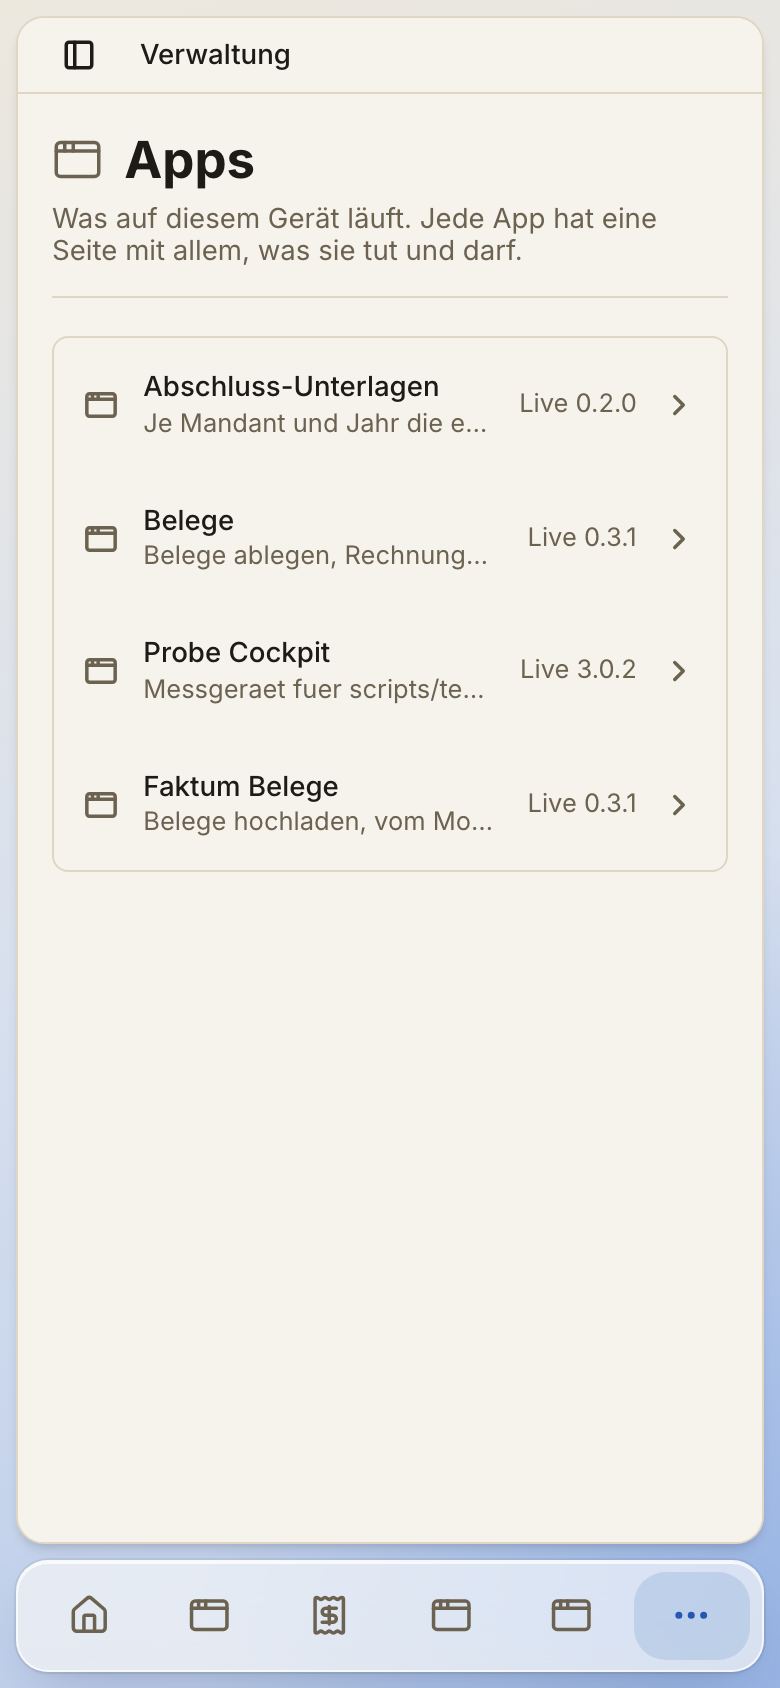 Verwaltung
Apps
Was auf diesem Gerät läuft. Jede App hat eine
Seite mit allem, was sie tut und darf.
Abschluss-Unterlagen
Je Mandant und Jahr die e...
Live 0.2.0
Belege
Belege ablegen, Rechnung...
Live 0.3.1
Probe Cockpit
Messgeraet fuer scripts/te...
Live 3.0.2
Faktum Belege
Belege hochladen, vom Mo...
Live 0.3.1